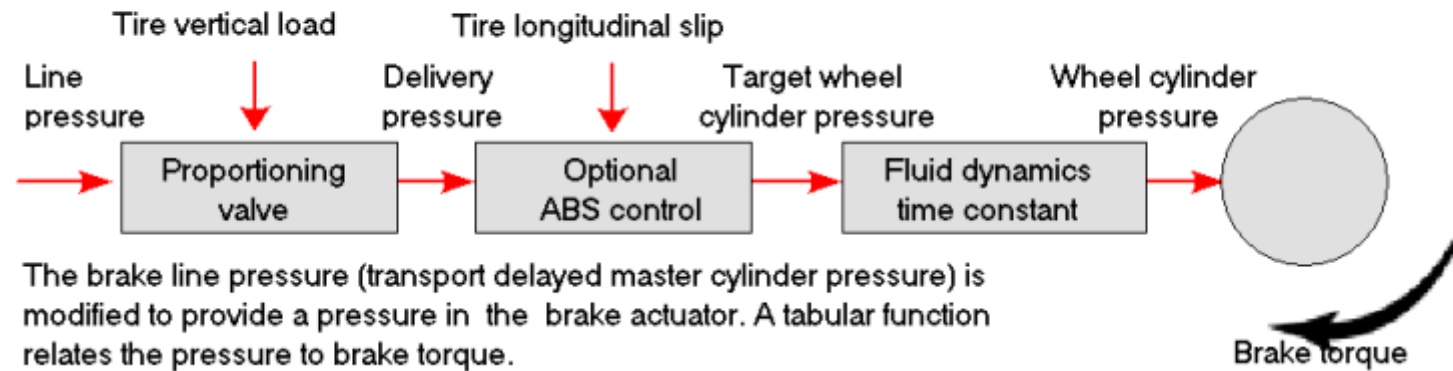 Tire vertical load
Tire longitudinal slip
Line
pressure
Delivery
pressure
Target wheel
cylinder pressure
Wheel cylinder
pressure
Proportioning
valve
Optional
ABS control
Fluid dynamics
time constant
The brake line pressure (transport delayed master cylinder pressure) is
modified to provide a pressure in the brake actuator. A tabular function
relates the pressure to brake torque.
Brake torque